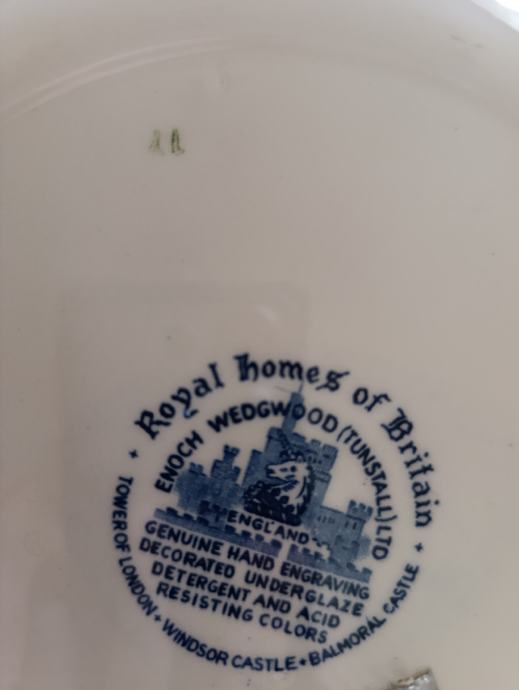 Royal Homes of Britain
ENOCH WEDGWOOD (TUNSTALL) LTD
ENGLAND
GENUINE HAND ENGRAVING
DECORATED UNDERGLAZE
DETERGENT AND ACID
RESISTING COLORS
TOWER OF LONDON + WINDSOR CASTLE + BALMORAL CASTLE